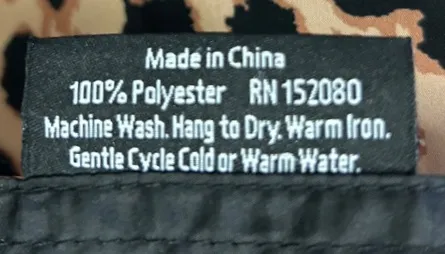 Made in China
100% Polyester RN 152080
Machine Wash. Hang to Dry. Warm Iron.
Gentle Cycle Cold or Warm Water.